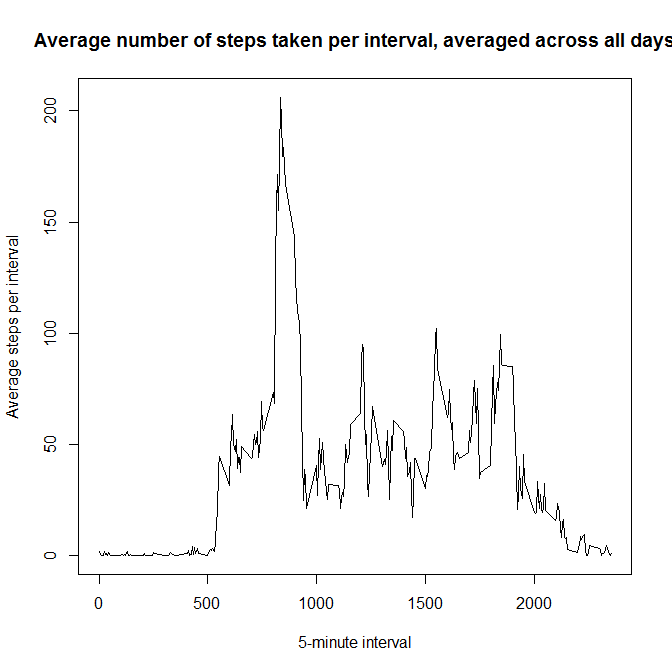 Average number of steps taken per interval, averaged across all days
Average steps per interval
200
150
100
50
0
0 500 1000 1500 2000
5-minute interval